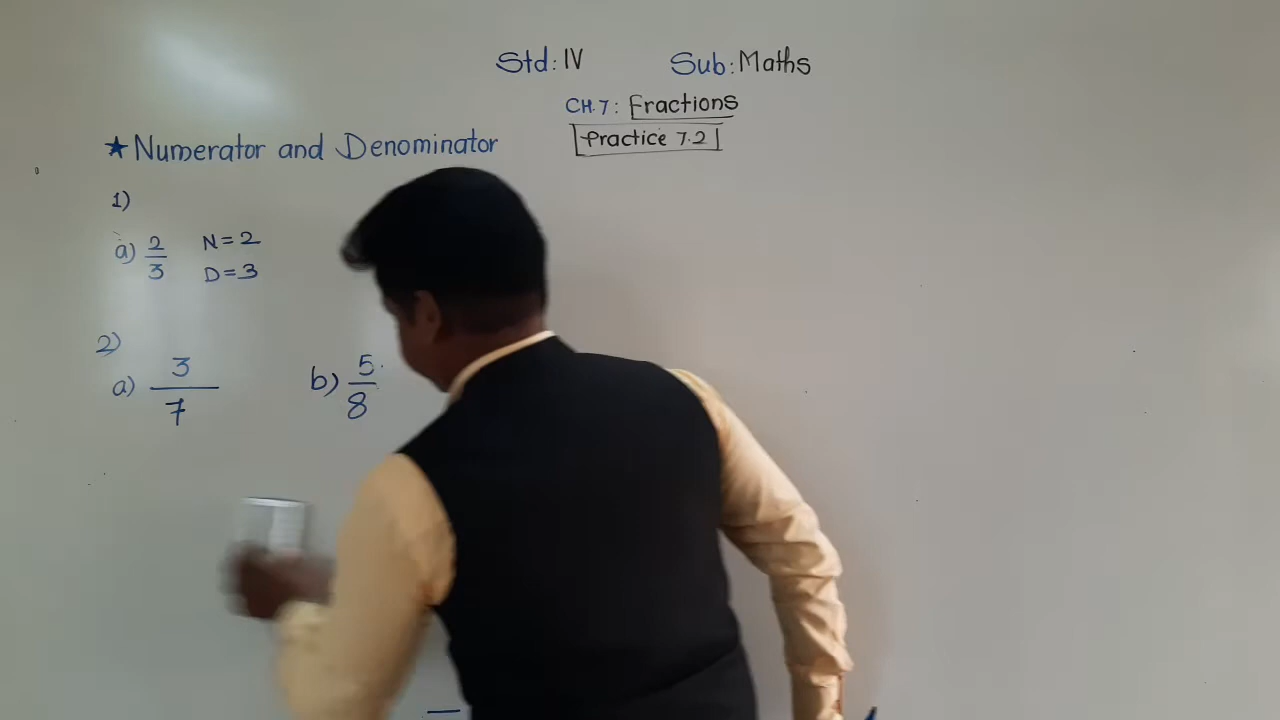 Std: IV Sub: Maths
CH.7: Fractions
Practice 7.2
★ Numerator and Denominator
1)
a) 2/3 N=2
D=3
2)
a) 3/7 b) 5/8